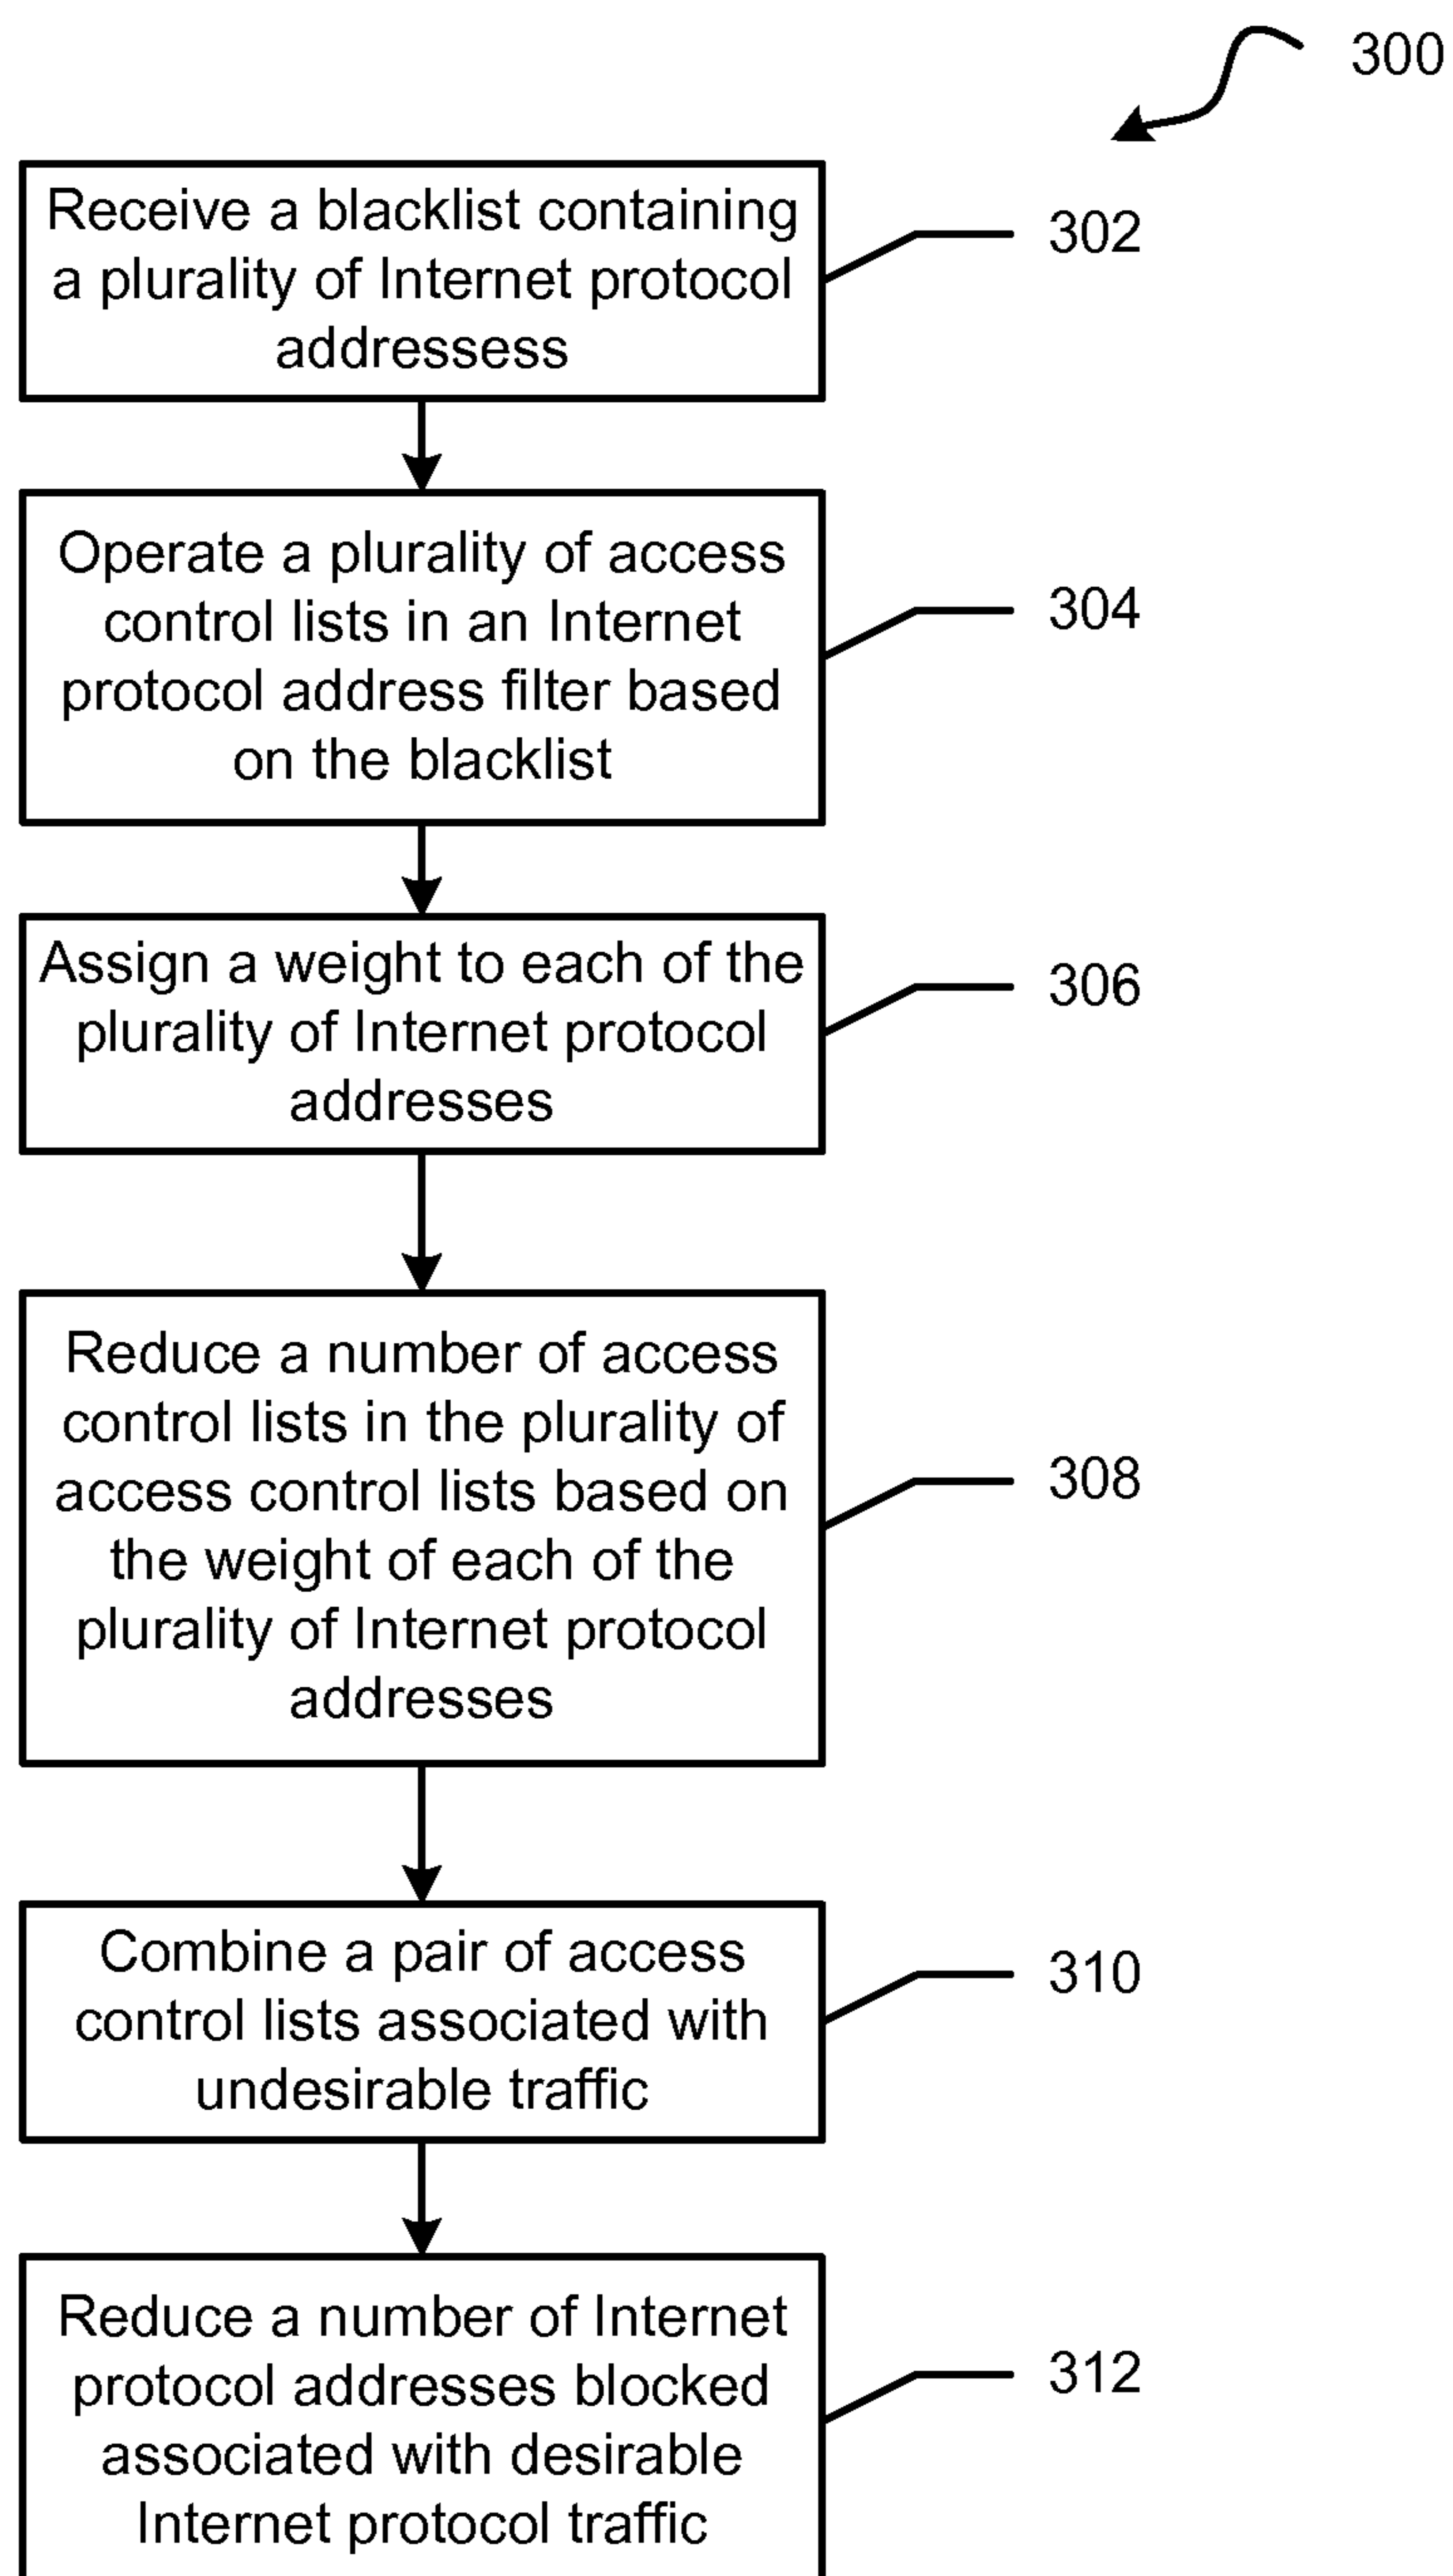 300
Receive a blacklist containing
a plurality of Internet protocol
addressess
302
Operate a plurality of access
control lists in an Internet
protocol address filter based
on the blacklist
304
Assign a weight to each of the
plurality of Internet protocol
addresses
306
Reduce a number of access
control lists in the plurality of
access control lists based on
the weight of each of the
plurality of Internet protocol
addresses
308
Combine a pair of access
control lists associated with
undesirable traffic
310
Reduce a number of Internet
protocol addresses blocked
associated with desirable
Internet protocol traffic
312